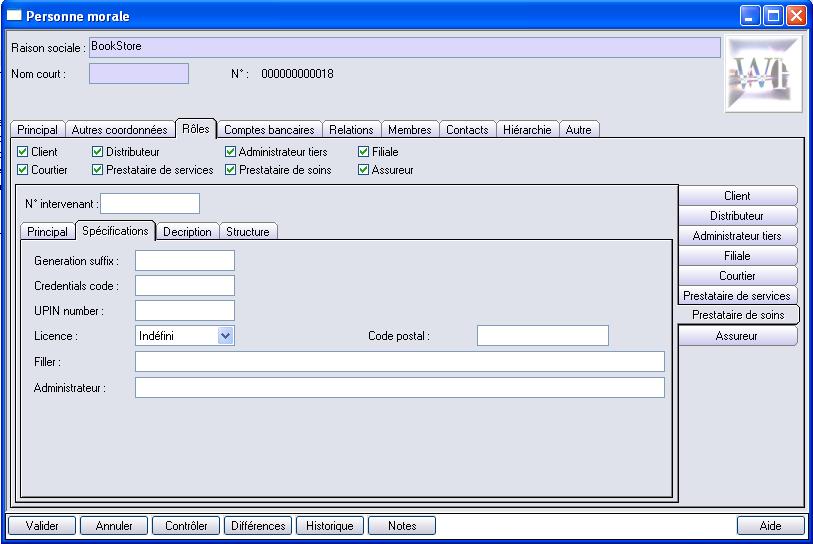 Personne morale
Raison sociale : BookStore
Nom court : N° : 000000000018
Principal Autres coordonnées Rôles Comptes bancaires Relations Membres Contacts Hiérarchie Autre
Client Distributeur Administrateur tiers Filiale
Courtier Prestataire de services Prestataire de soins Assureur
N° intervenant :
Principal Spécifications Decription Structure
Generation suffix :
Credentials code :
UPIN number :
Licence : Indéfini Code postal :
Filler :
Administrateur :
Client
Distributeur
Administrateur tiers
Filiale
Courtier
Prestataire de services
Prestataire de soins
Assureur
Valider Annuler Contrôler Différences Historique Notes Aide